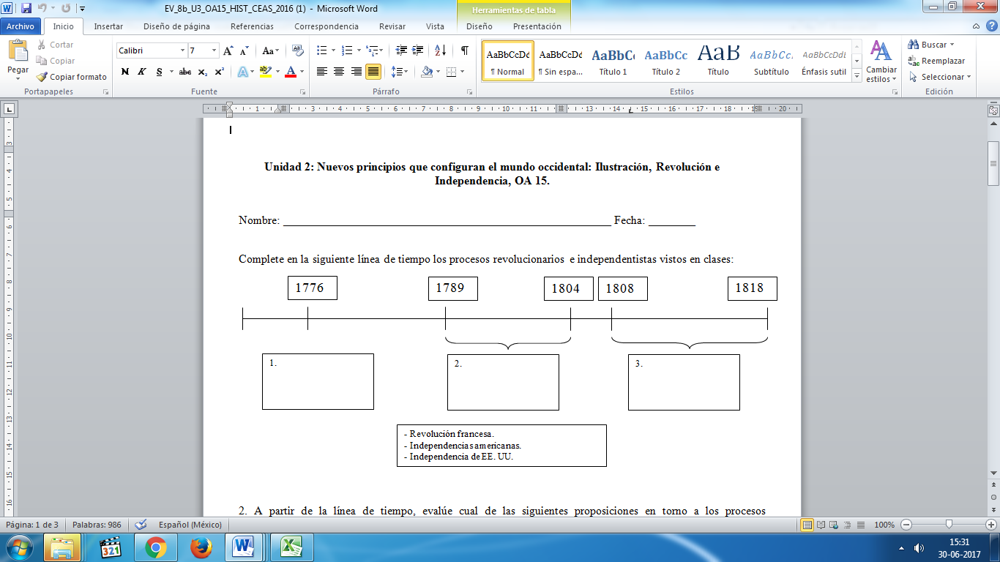 EV_8b_U3_OA15_HIST_CEAS_2016 (1) - Microsoft Word
Herramientas de tabla
Archivo Inicio Insertar Diseño de página Referencias Correspondencia Revisar Vista Diseño Presentación
Pegar
Cortar
Copiar
Copiar formato
Portapapeles
Calibri 7
Fuente
Párrafo
AaBbCcDd AaBbCcDd AaBbCc AaBbCc AaB AaBbCc. AaBbCcDdE
¶ Normal ¶ Sin espa... Título 1 Título 2 Título Subtítulo Énfasis sutil
Cambiar estilos
Estilos
Buscar
Reemplazar
Seleccionar
Edición
Unidad 2: Nuevos principios que configuran el mundo occidental: Ilustración, Revolución e
Independencia, OA 15.
Nombre: ________________________________________________________ Fecha: ________
Complete en la siguiente línea de tiempo los procesos revolucionarios e independentistas vistos en clases:
1776 1789 1804 1808 1818
1. 2. 3.
- Revolución francesa.
- Independencias americanas.
- Independencia de EE. UU.
2. A partir de la línea de tiempo, evalúe cual de las siguientes proposiciones en torno a los procesos
Página: 1 de 3 Palabras: 986 Español (México) 100%
321
15:31
30-06-2017